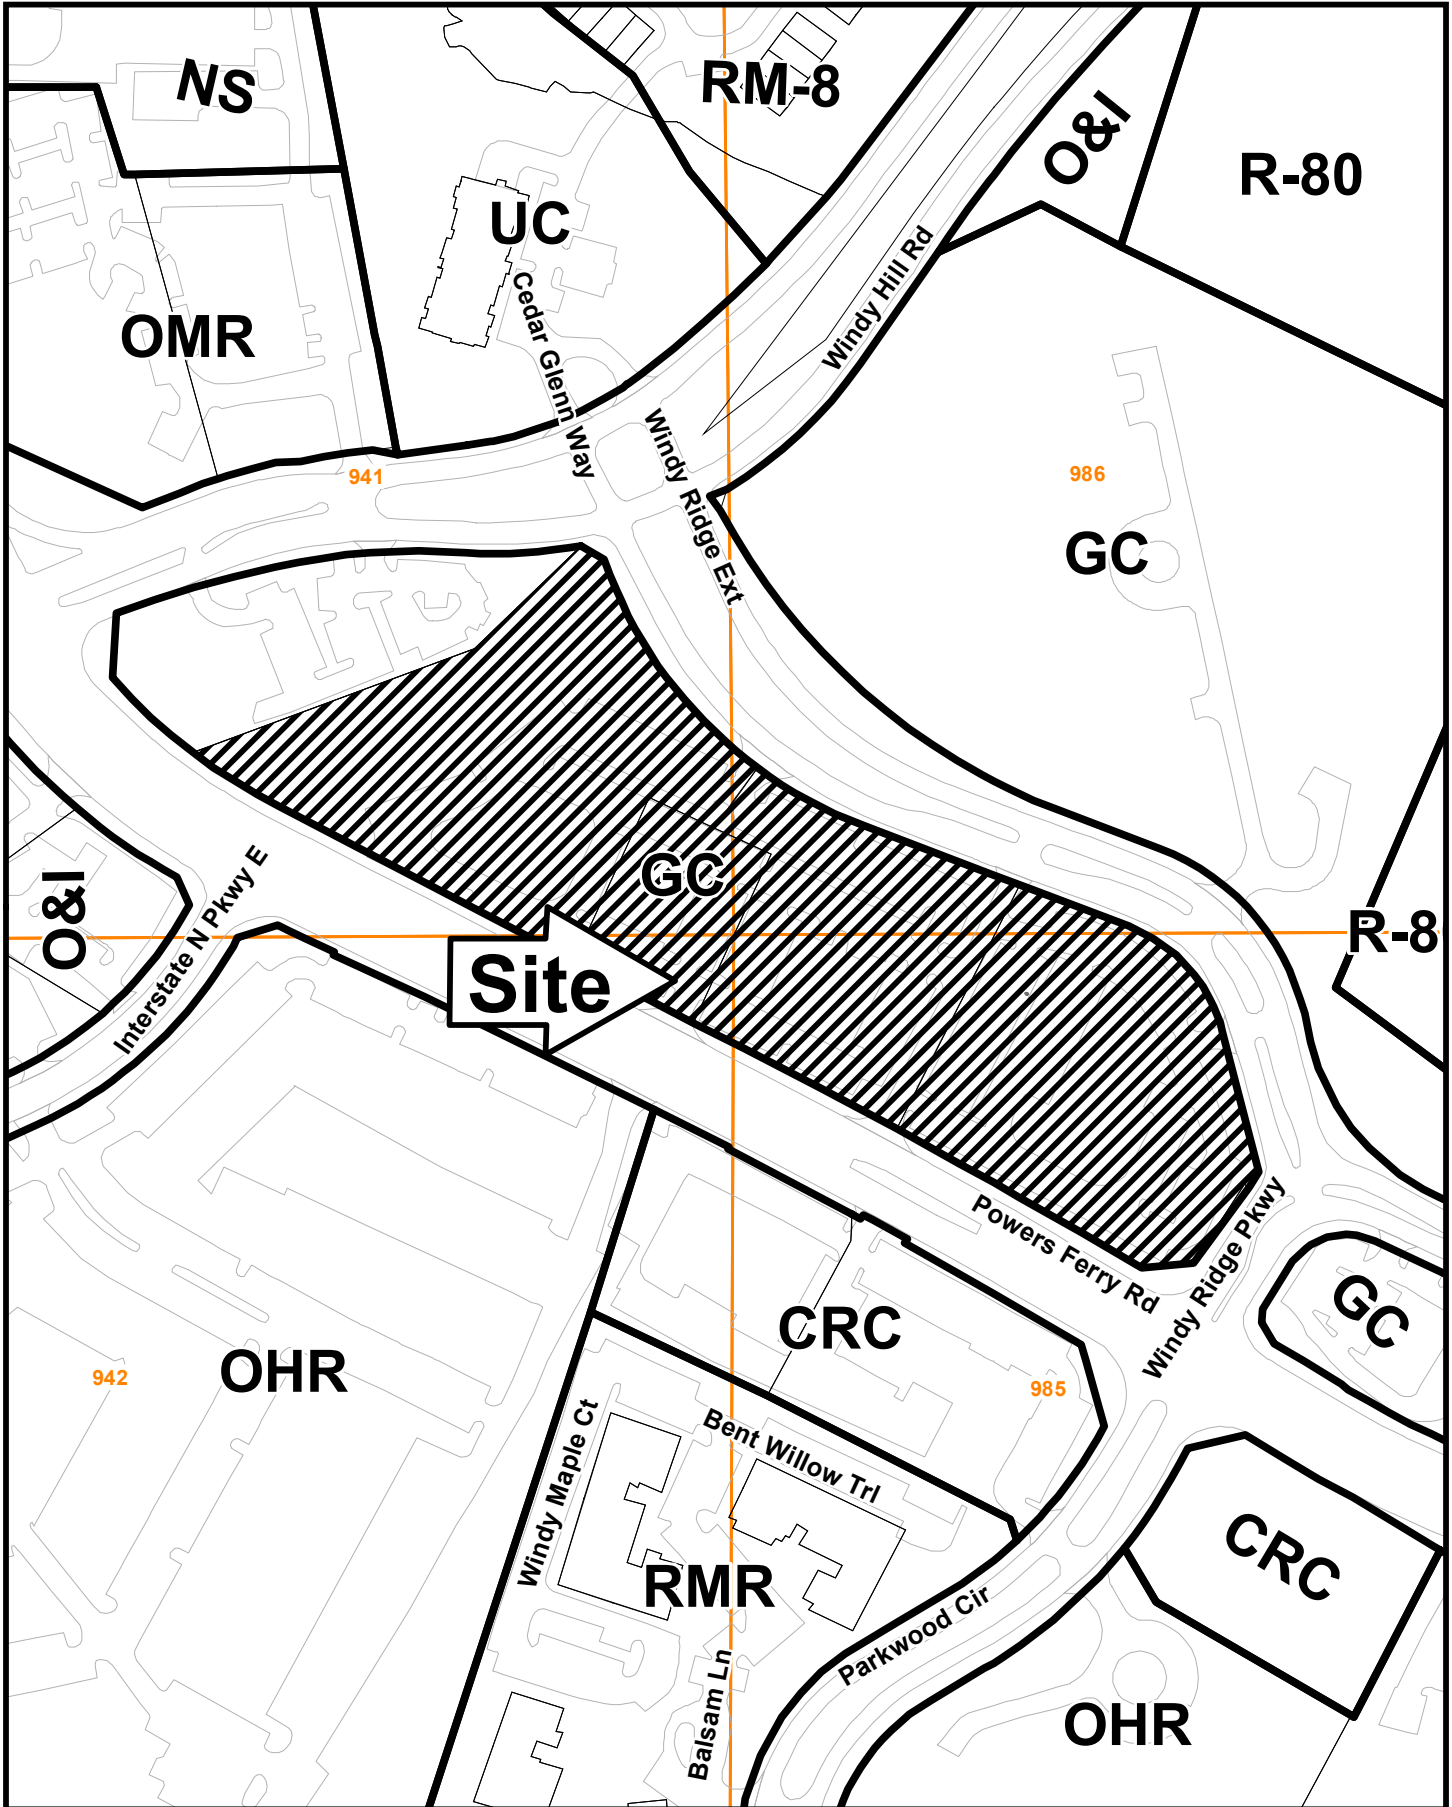 NS
RM-8
O&I
R-80
UC
OMR
Windy Hill Rd
Cedar Glenn Way
Windy Ridge Ext
941
986
GC
GC
O&I
Interstate N Pkwy E
R-8
Site
Powers Ferry Rd
Windy Ridge Pkwy
GC
CRC
OHR
942
985
Windy Maple Ct
Bent Willow Trl
CRC
RMR
Parkwood Cir
Balsam Ln
OHR